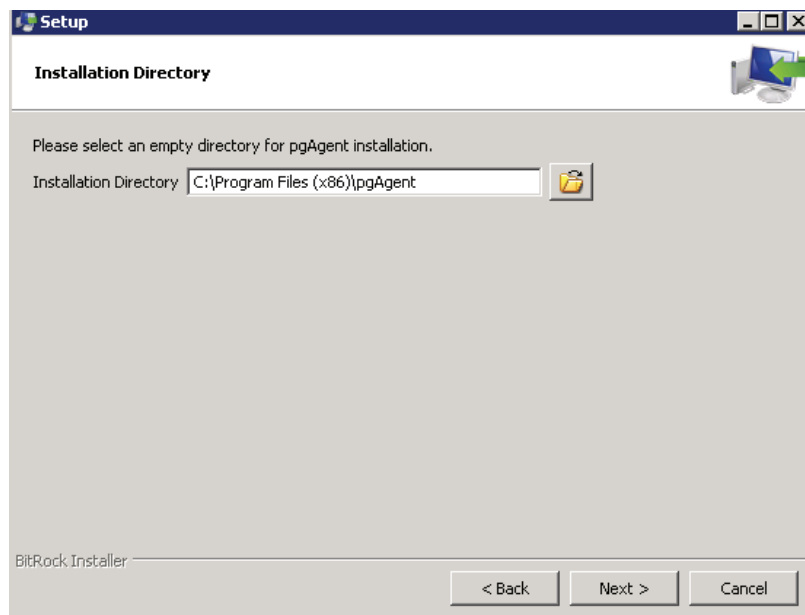 Setup
Installation Directory
Please select an empty directory for pgAgent installation.
Installation Directory C:\Program Files (x86)\pgAgent
BitRock Installer
< Back Next > Cancel